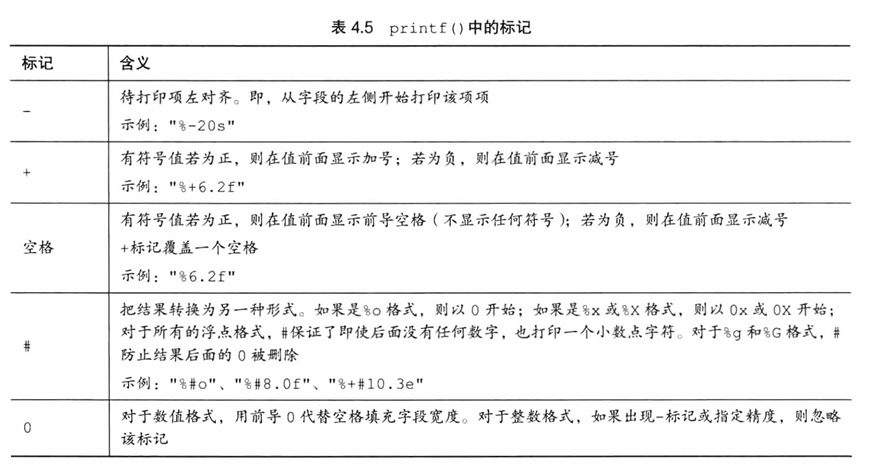 表 4.5 printf()中的标记
标记 含义
- 待打印项左对齐。即，从字段的左侧开始打印该项项
示例："%-20s"
+ 有符号值若为正，则在值前面显示加号；若为负，则在值前面显示减号
示例："%+6.2f"
空格 有符号值若为正，则在值前面显示前导空格（不显示任何符号）；若为负，则在值前面显示减号
+标记覆盖一个空格
示例："%6.2f"
# 把结果转换为另一种形式。如果是%o 格式，则以 0 开始；如果是%x 或%X 格式，则以 0x 或 0X 开始；
对于所有的浮点格式，#保证了即使后面没有任何数字，也打印一个小数点字符。对于%g 和%G 格式，#
防止结果后面的 0 被删除
示例："%#o"、"%#8.0f"、"%+#10.3e"
0 对于数值格式，用前导 0 代替空格填充字段宽度。对于整数格式，如果出现-标记或指定精度，则忽略
该标记